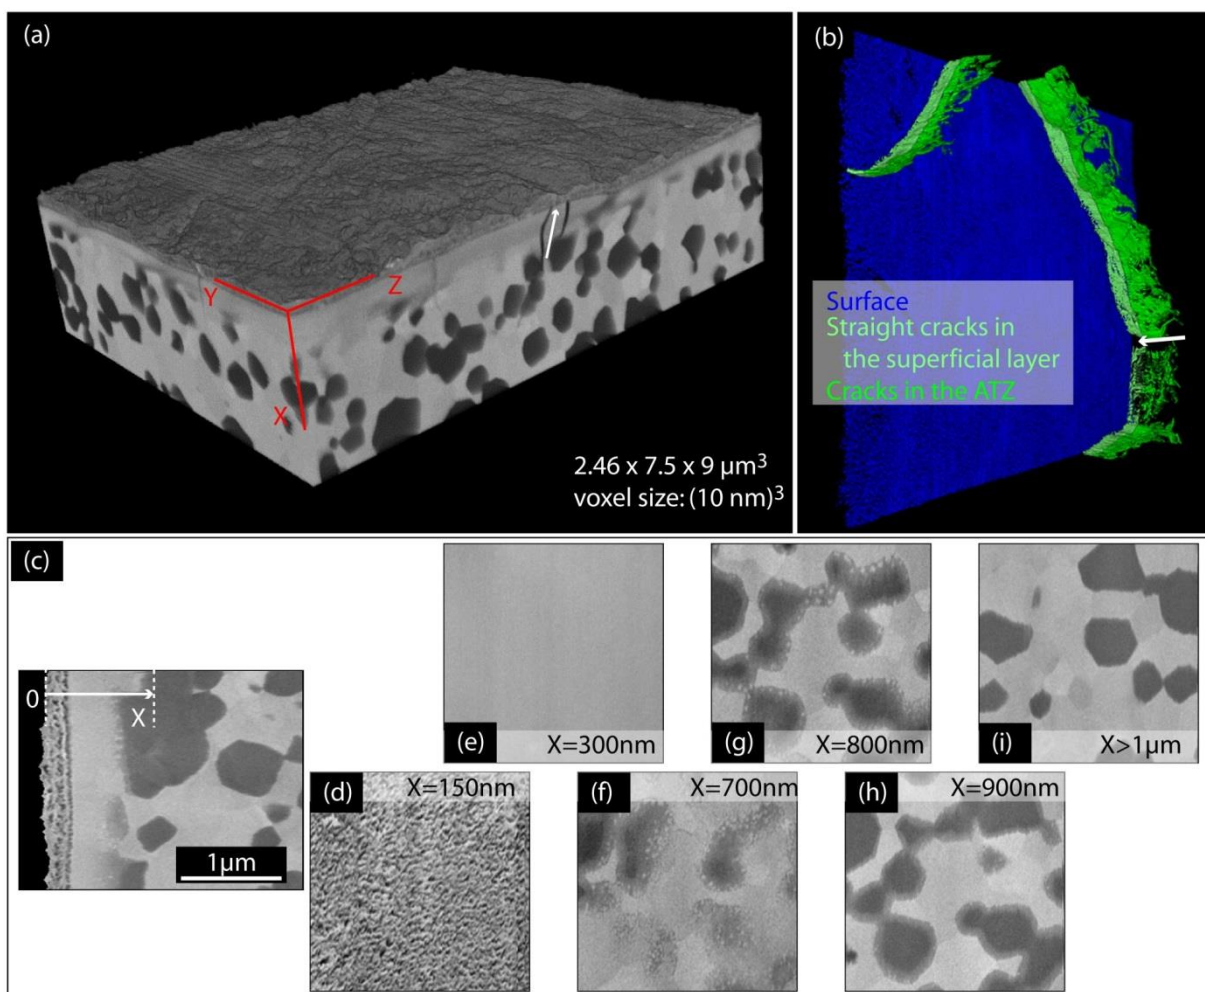 (a)
Y
Z
X
2.46 x 7.5 x 9 µm³
voxel size: (10 nm)³
(b)
Surface
Straight cracks in
the superficial layer
Cracks in the ATZ
(c)
0
X
1µm
(d)
X=150nm
(e)
X=300nm
(f)
X=700nm
(g)
X=800nm
(h)
X=900nm
(i)
X>1µm